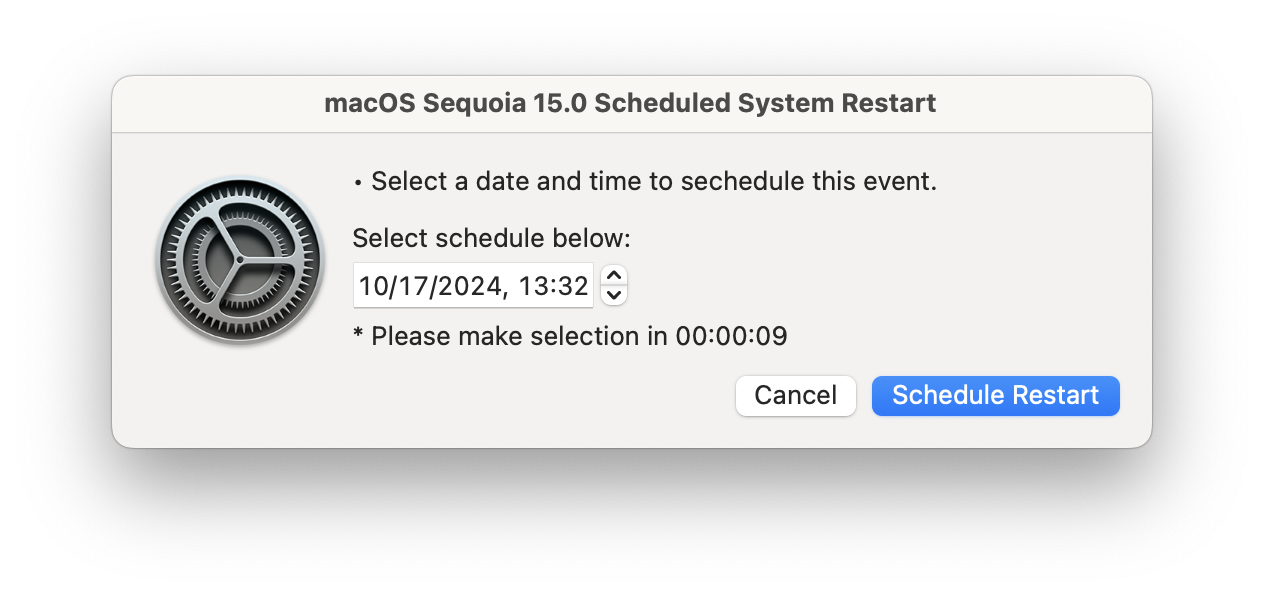 macOS Sequoia 15.0 Scheduled System Restart
• Select a date and time to sechedule this event.
Select schedule below:
10/17/2024, 13:32
* Please make selection in 00:00:09
Cancel
Schedule Restart